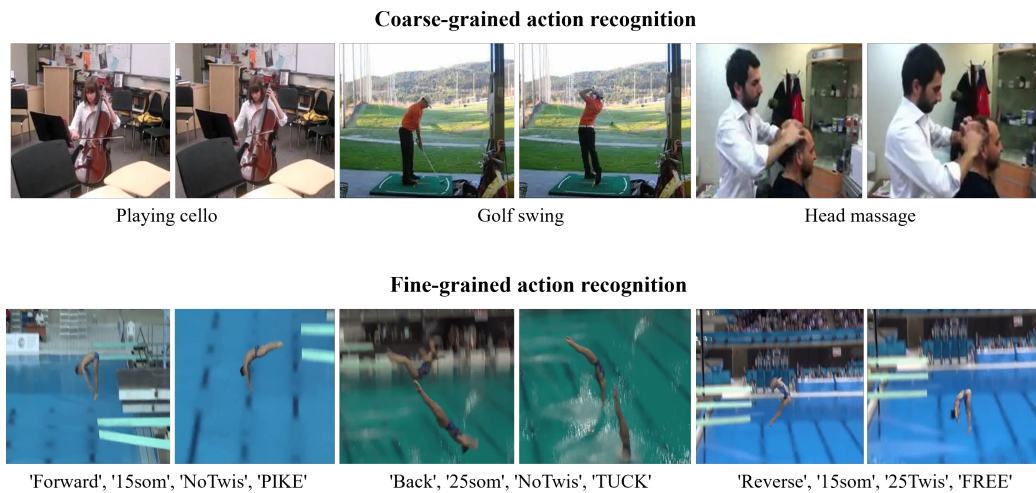 Coarse-grained action recognition
Playing cello
Golf swing
Head massage
Fine-grained action recognition
'Forward', '15som', 'NoTwis', 'PIKE'
'Back', '25som', 'NoTwis', 'TUCK'
'Reverse', '15som', '25Twis', 'FREE'